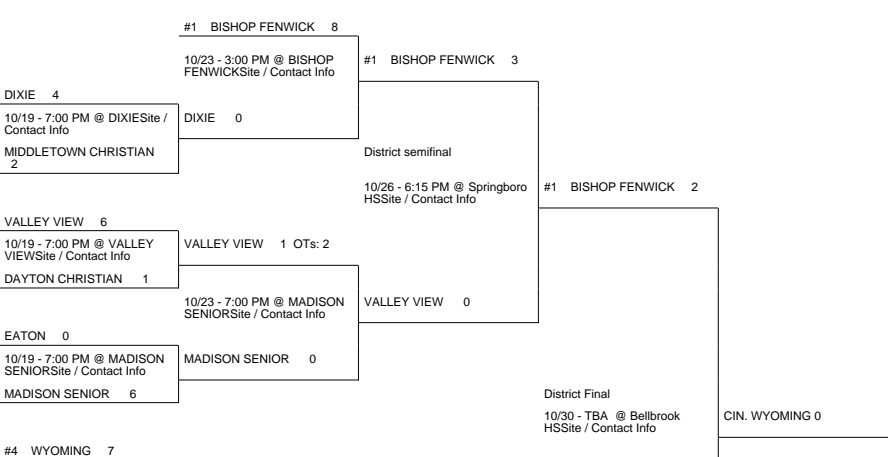 #1 BISHOP FENWICK 8
10/23 - 3:00 PM @ BISHOP
FENWICKSite / Contact Info
#1 BISHOP FENWICK 3
DIXIE 4
10/19 - 7:00 PM @ DIXIESite /
Contact Info
DIXIE 0
MIDDLETOWN CHRISTIAN
2
District semifinal
10/26 - 6:15 PM @ Springboro
HSSite / Contact Info
#1 BISHOP FENWICK 2
VALLEY VIEW 6
10/19 - 7:00 PM @ VALLEY
VIEWSite / Contact Info
VALLEY VIEW 1 OTs: 2
DAYTON CHRISTIAN 1
10/23 - 7:00 PM @ MADISON
SENIORSite / Contact Info
VALLEY VIEW 0
EATON 0
10/19 - 7:00 PM @ MADISON
SENIORSite / Contact Info
MADISON SENIOR 0
MADISON SENIOR 6
District Final
10/30 - TBA @ Bellbrook
HSSite / Contact Info
CIN. WYOMING 0
#4 WYOMING 7